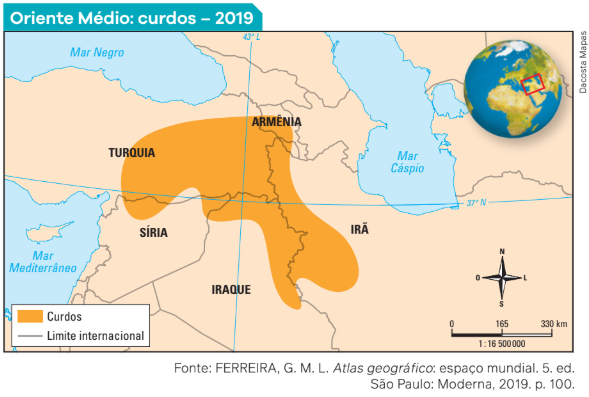 Oriente Médio: curdos – 2019
43° L
Mar Negro
Dacosta Mapas
ARMÊNIA
TURQUIA
Mar
Cáspio
37° N
IRÃ
SÍRIA
Mar
Mediterrâneo
IRAQUE
N
O L
S
Curdos
Limite internacional
0 165 330 km
1 : 16 500 000
Fonte: FERREIRA, G. M. L. Atlas geográfico: espaço mundial. 5. ed.
São Paulo: Moderna, 2019. p. 100.